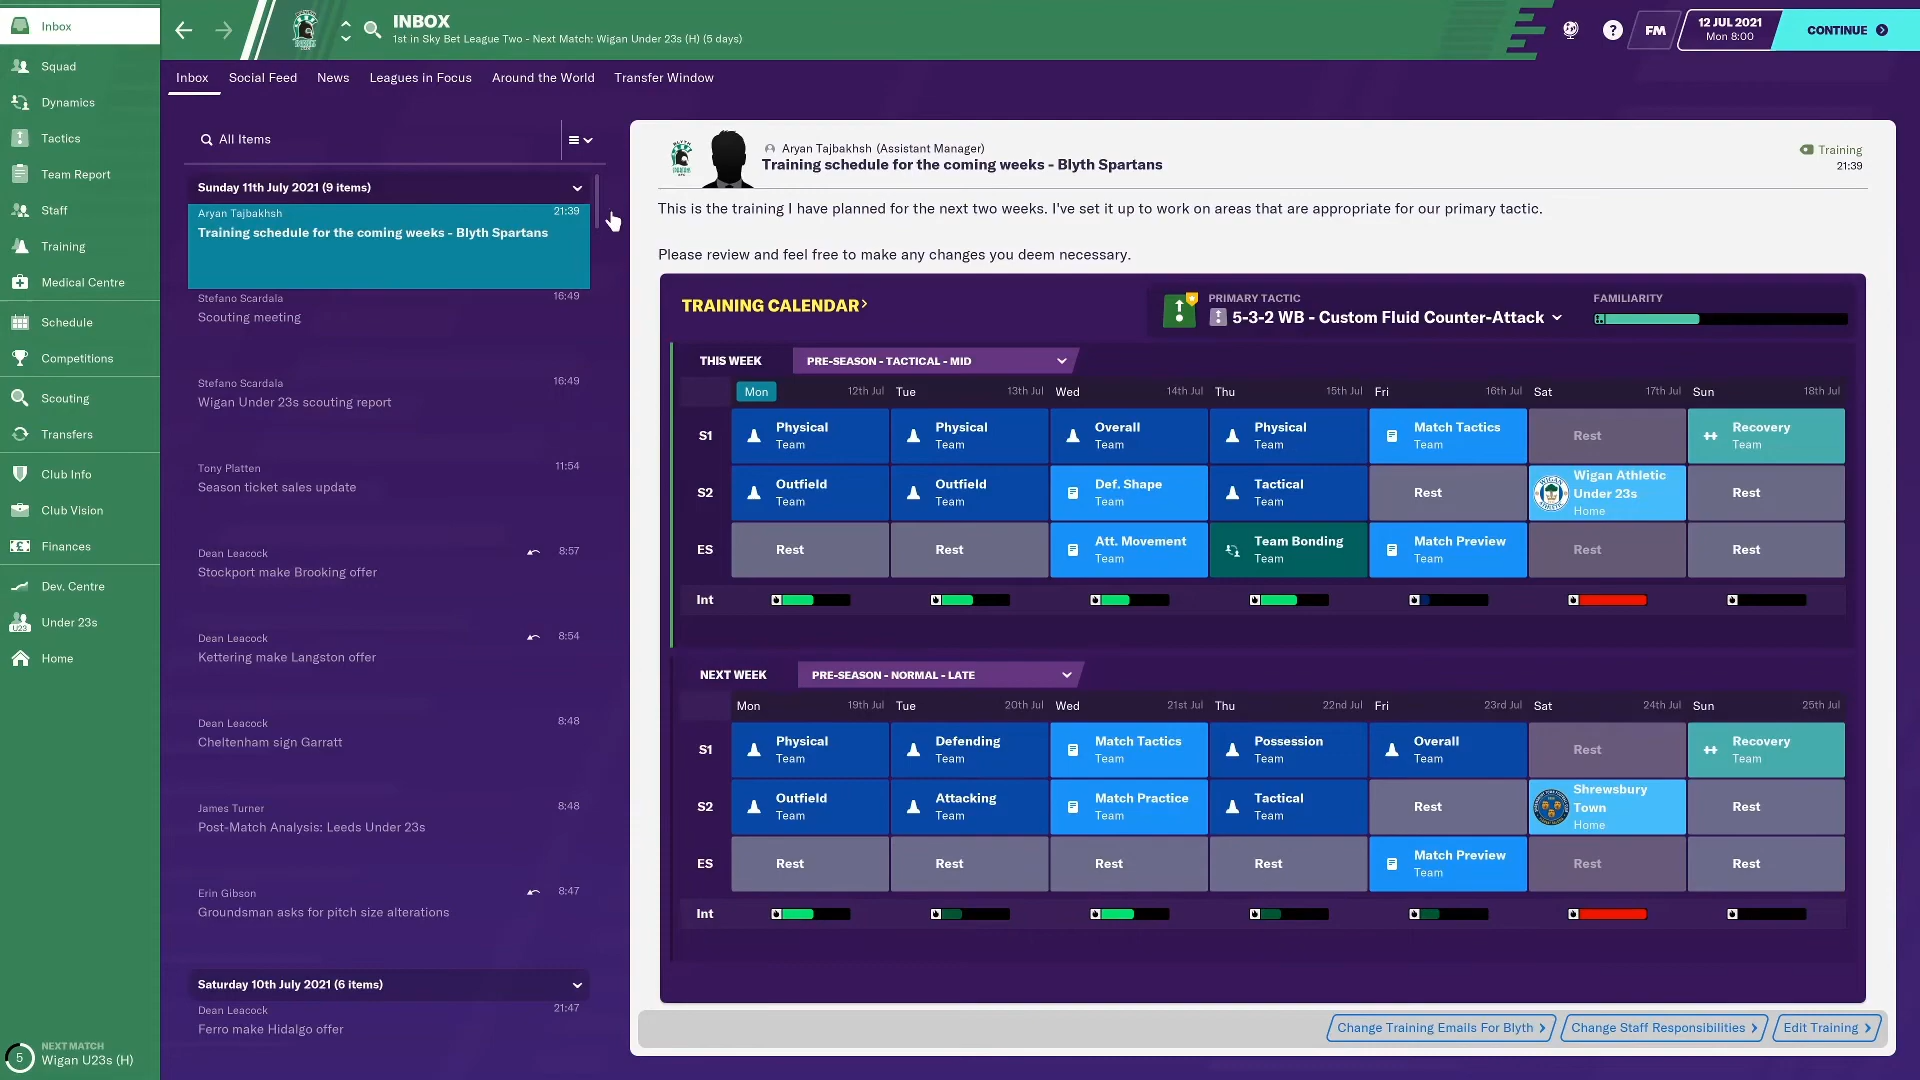 Inbox
Squad
Dynamics
Tactics
Team Report
Staff
Training
Medical Centre
Schedule
Competitions
Scouting
Transfers
Club Info
Club Vision
Finances
Dev. Centre
U23
Under 23s
Home
5
NEXT MATCH
Wigan U23s (H)
INBOX
1st in Sky Bet League Two - Next Match: Wigan Under 23s (H) (5 days)
?
FM
12 JUL 2021
Mon 8:00
CONTINUE
Inbox Social Feed News Leagues in Focus Around the World Transfer Window
All Items
Sunday 11th July 2021 (9 items)
Aryan Tajbakhsh 21:39
Training schedule for the coming weeks - Blyth Spartans
Stefano Scardala 16:49
Scouting meeting
Stefano Scardala 16:49
Wigan Under 23s scouting report
Tony Platten 11:54
Season ticket sales update
Dean Leacock 8:57
Stockport make Brooking offer
Dean Leacock 8:54
Kettering make Langston offer
Dean Leacock 8:48
Cheltenham sign Garratt
James Turner 8:48
Post-Match Analysis: Leeds Under 23s
Erin Gibson 8:47
Groundsman asks for pitch size alterations
Saturday 10th July 2021 (6 items)
Dean Leacock 21:47
Ferro make Hidalgo offer
Aryan Tajbakhsh (Assistant Manager)
Training schedule for the coming weeks - Blyth Spartans
Training
21:39
This is the training I have planned for the next two weeks. I've set it up to work on areas that are appropriate for our primary tactic.
Please review and feel free to make any changes you deem necessary.
TRAINING CALENDAR>
PRIMARY TACTIC
5-3-2 WB - Custom Fluid Counter-Attack
FAMILIARITY
THIS WEEK PRE-SEASON - TACTICAL - MID
Mon 12th Jul Tue 13th Jul Wed 14th Jul Thu 15th Jul Fri 16th Jul Sat 17th Jul Sun 18th Jul
S1 Physical Team Physical Team Overall Team Physical Team Match Tactics Team Rest Recovery Team
S2 Outfield Team Outfield Team Def. Shape Team Tactical Team Rest Wigan Athletic Under 23s Home Rest
ES Rest Rest Att. Movement Team Team Bonding Team Match Preview Team Rest Rest
Int
NEXT WEEK PRE-SEASON - NORMAL - LATE
Mon 19th Jul Tue 20th Jul Wed 21st Jul Thu 22nd Jul Fri 23rd Jul Sat 24th Jul Sun 25th Jul
S1 Physical Team Defending Team Match Tactics Team Possession Team Overall Team Rest Recovery Team
S2 Outfield Team Attacking Team Match Practice Team Tactical Team Rest Shrewsbury Town Home Rest
ES Rest Rest Rest Rest Match Preview Team Rest Rest
Int
Change Training Emails For Blyth > Change Staff Responsibilities > Edit Training >